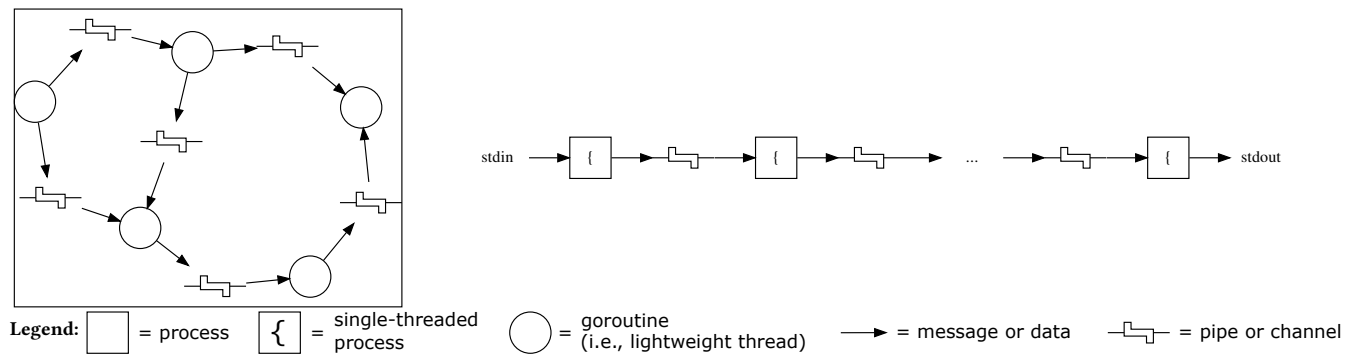 stdin { { ... { stdout
Legend: = process { = single-threaded process = goroutine (i.e., lightweight thread) = message or data = pipe or channel